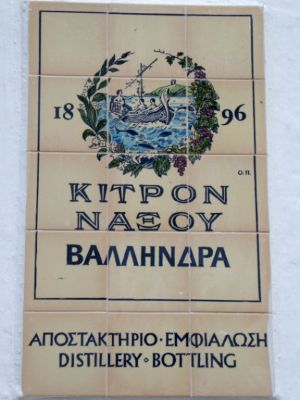 18 96
Ο.Π.
ΚΙΤΡΟΝ
ΝΑΞΟΥ
ΒΑΛΛΗΝΔΡΑ
ΑΠΟΣΤΑΚΤΗΡΙΟ · ΕΜΦΙΑΛΩΣΗ
DISTILLERY ⋄ BOTTLING